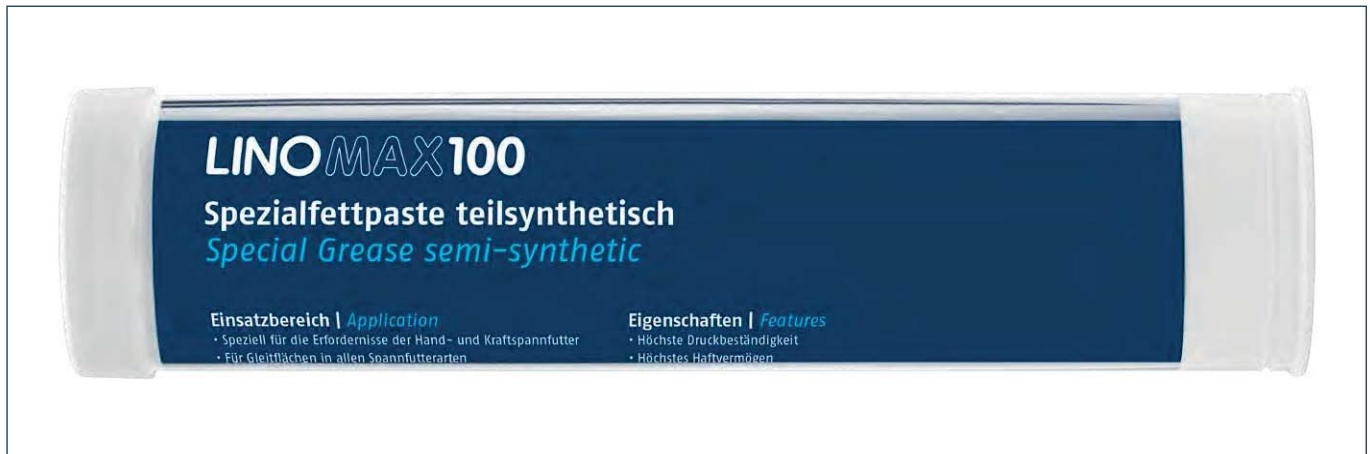 LINOMAX100
Spezialfettpaste teilsynthetisch
Special Grease semi-synthetic
Einsatzbereich | Application
· Speziell für die Erfordernisse der Hand- und Kraftspannfutter
· Für Gleitflächen in allen Spannfutterarten
Eigenschaften | Features
· Höchste Druckbeständigkeit
· Höchstes Haftvermögen